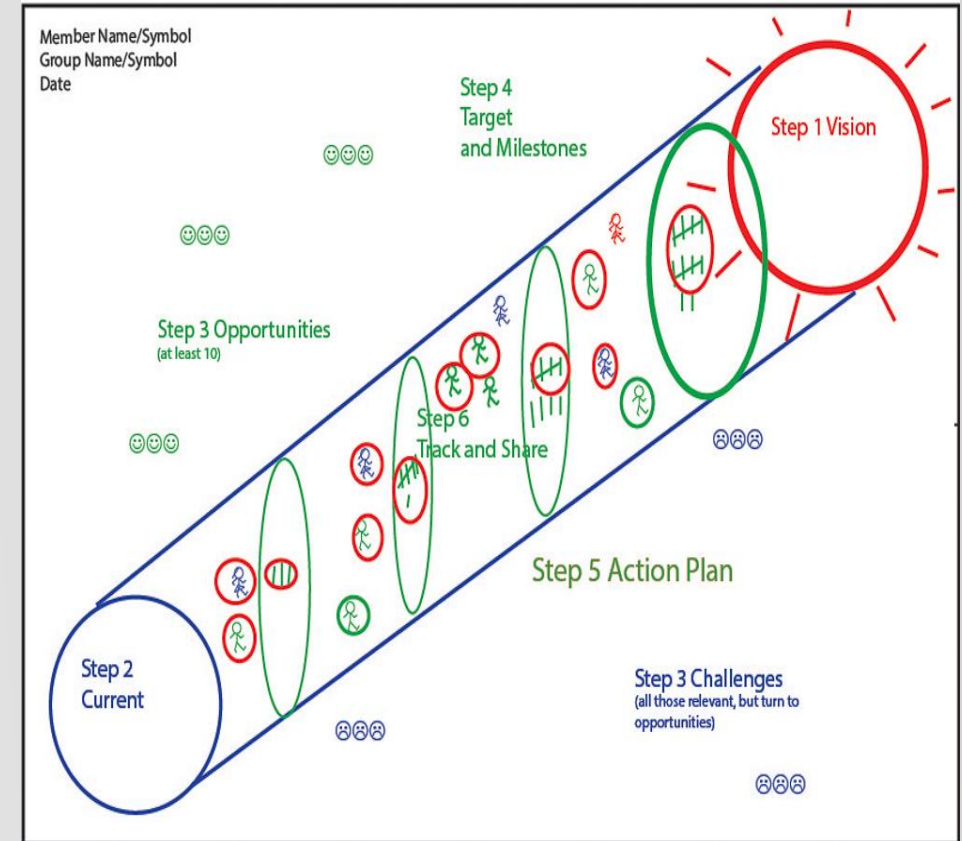 Member Name/Symbol
Group Name/Symbol
Date
Step 4
Target
and Milestones
Step 1 Vision
Step 3 Opportunities
(at least 10)
Step 6
Track and Share
Step 5 Action Plan
Step 2
Current
Step 3 Challenges
(all those relevant, but turn to
opportunities)